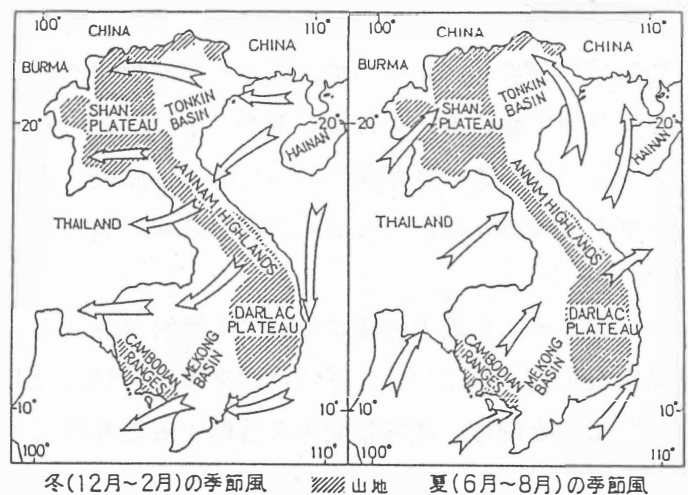 100°
CHINA
CHINA
110°
BURMA
SHAN
PLATEAU
TONKIN
BASIN
20°
HAINAN
ANNAM HIGHLANDS
THAILAND
DARLAC
PLATEAU
CAMBODIAN
RANGES
MEKONG
BASIN
10°
10°
100°
110°
冬(12月~2月)の季節風
100°
CHINA
CHINA
110°
BURMA
SHAN
PLATEAU
TONKIN
BASIN
20°
20°
HAINAN
ANNAM HIGHLANDS
THAILAND
DARLAC
PLATEAU
CAMBODIAN
RANGES
MEKONG
BASIN
10°
10°
100°
110°
夏(6月~8月)の季節風
山地